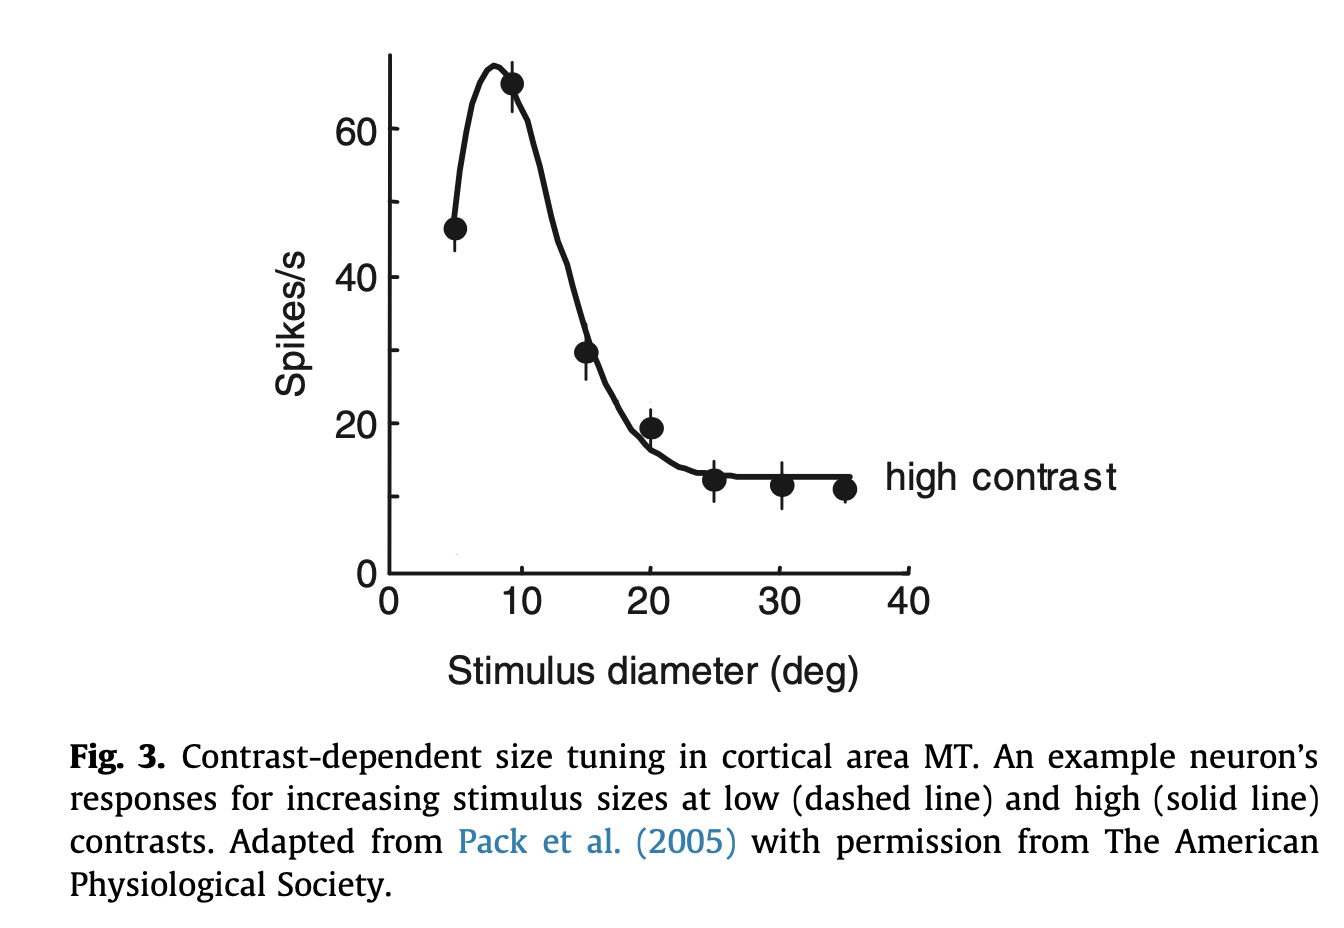 60
40
20
0
Spikes/s
0 10 20 30 40
high contrast
Stimulus diameter (deg)
Fig. 3. Contrast-dependent size tuning in cortical area MT. An example neuron's
responses for increasing stimulus sizes at low (dashed line) and high (solid line)
contrasts. Adapted from Pack et al. (2005) with permission from The American
Physiological Society.